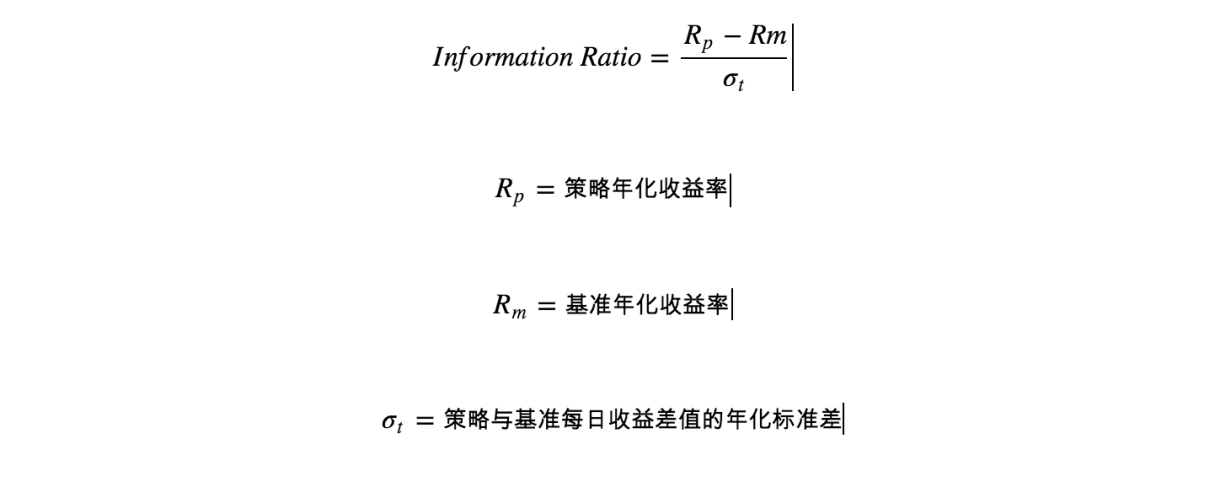 Information Ratio = \frac{R_p − Rm}{σ_t}
R_p = 策略年化收益率
R_m = 基准年化收益率
σ_t = 策略与基准每日收益差值的年化标准差